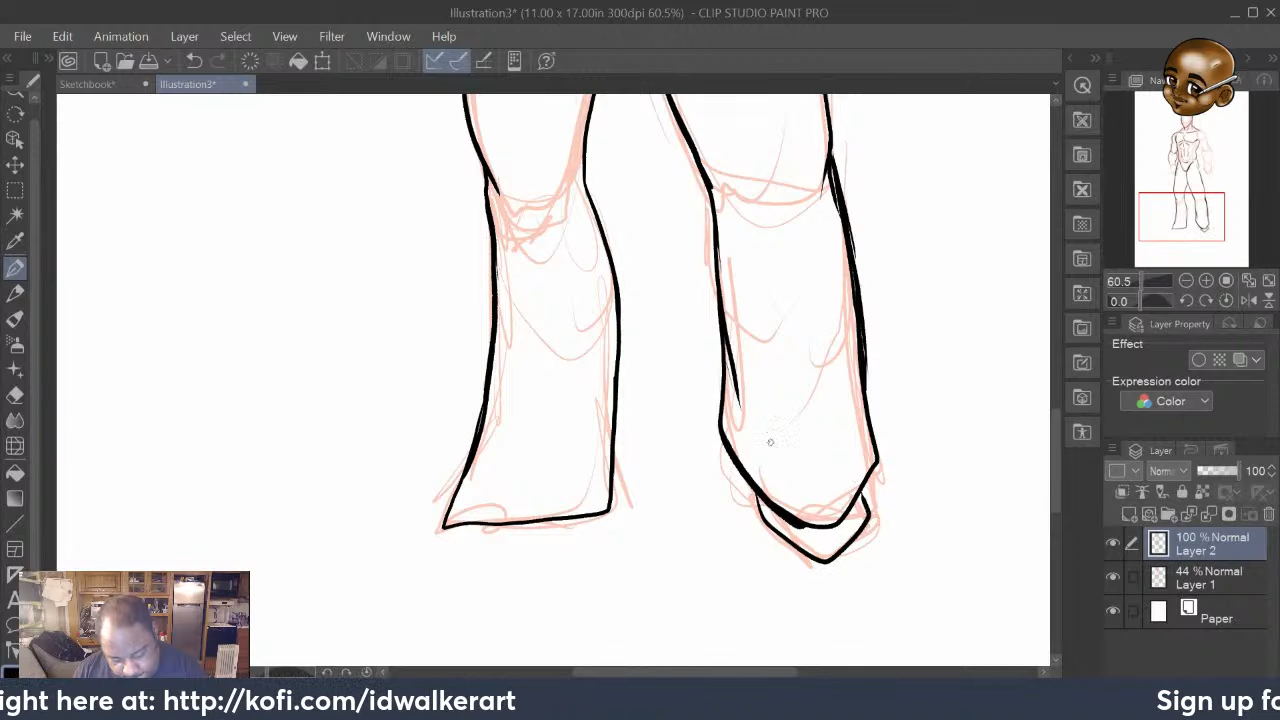 Illustration3* (11.00 x 17.00in 300dpi 60.5%) - CLIP STUDIO PAINT PRO
File Edit Animation Layer Select View Filter Window Help
Sketchbook* Illustration3*
60.5
0.0
Layer Property
Effect
Expression color
Color
Layer
Norma 100
100 % Normal
Layer 2
44 % Normal
Layer 1
Paper
ight here at: http://kofi.com/idwalkerart Sign up fo